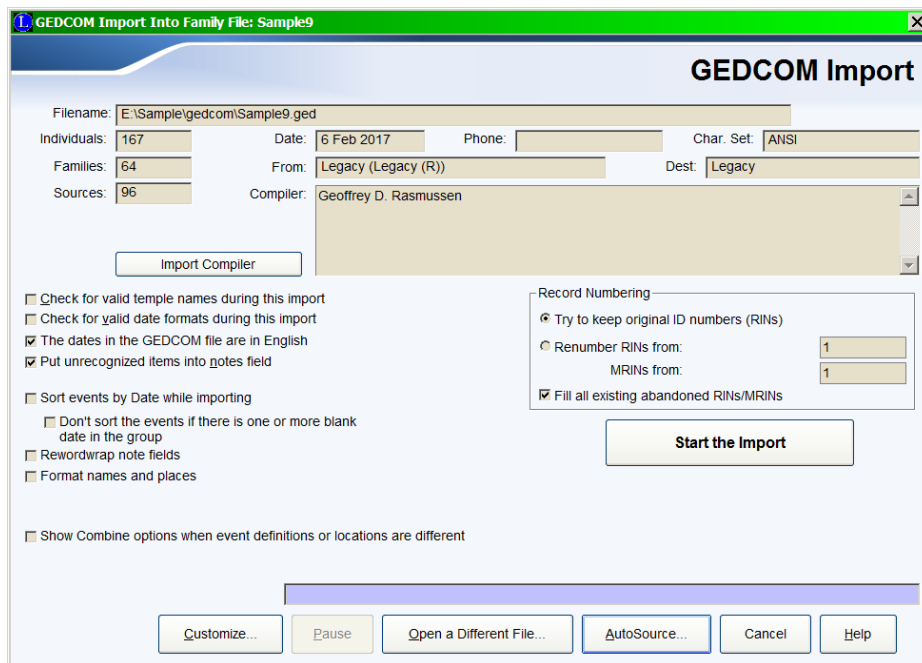 L GEDCOM Import Into Family File: Sample9
GEDCOM Import
Filename: E:\Sample\gedcom\Sample9.ged
Individuals: 167 Date: 6 Feb 2017 Phone: Char. Set: ANSI
Families: 64 From: Legacy (Legacy (R)) Dest: Legacy
Sources: 96 Compiler: Geoffrey D. Rasmussen
Import Compiler
Check for valid temple names during this import
Check for valid date formats during this import
The dates in the GEDCOM file are in English
Put unrecognized items into notes field
Sort events by Date while importing
Don't sort the events if there is one or more blank
date in the group
Rewordwrap note fields
Format names and places
Show Combine options when event definitions or locations are different
Record Numbering
Try to keep original ID numbers (RINs)
Renumber RINs from: 1
MRINs from: 1
Fill all existing abandoned RINs/MRINs
Start the Import
Customize... Pause Open a Different File... AutoSource... Cancel Help